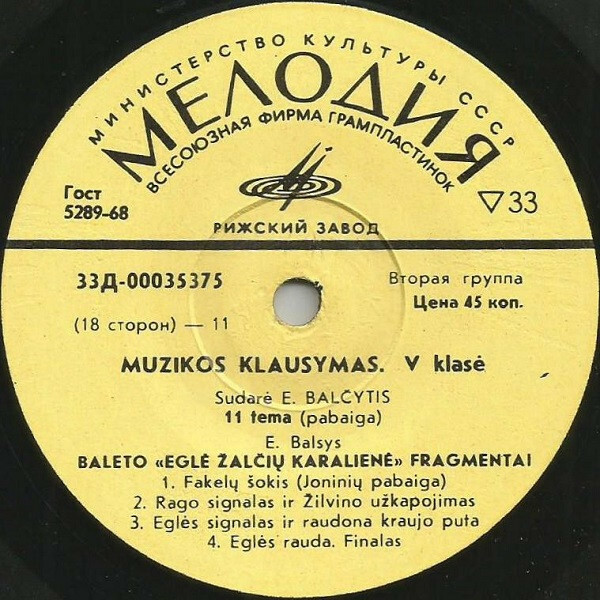 МИНИСТЕРСТВО КУЛЬТУРЫ СССР
МЕЛОДИЯ
ВСЕСОЮЗНАЯ ФИРМА ГРАМПЛАСТИНОК
Гост
5289-68
▽33
РИЖСКИЙ ЗАВОД
33Д-00035375
Вторая группа
Цена 45 коп.
(18 сторон) — 11
MUZIKOS KLAUSYMAS. V klasė
Sudarė E. BALČYTIS
11 tema (pabaiga)
E. Balsys
BALETO «EGLĖ ŽALČIŲ KARALIENĖ» FRAGMENTAI
1. Fakelų šokis (Joninių pabaiga)
2. Rago signalas ir Žilvino užkapojimas
3. Eglės signalas ir raudona kraujo puta
4. Eglės rauda. Finalas